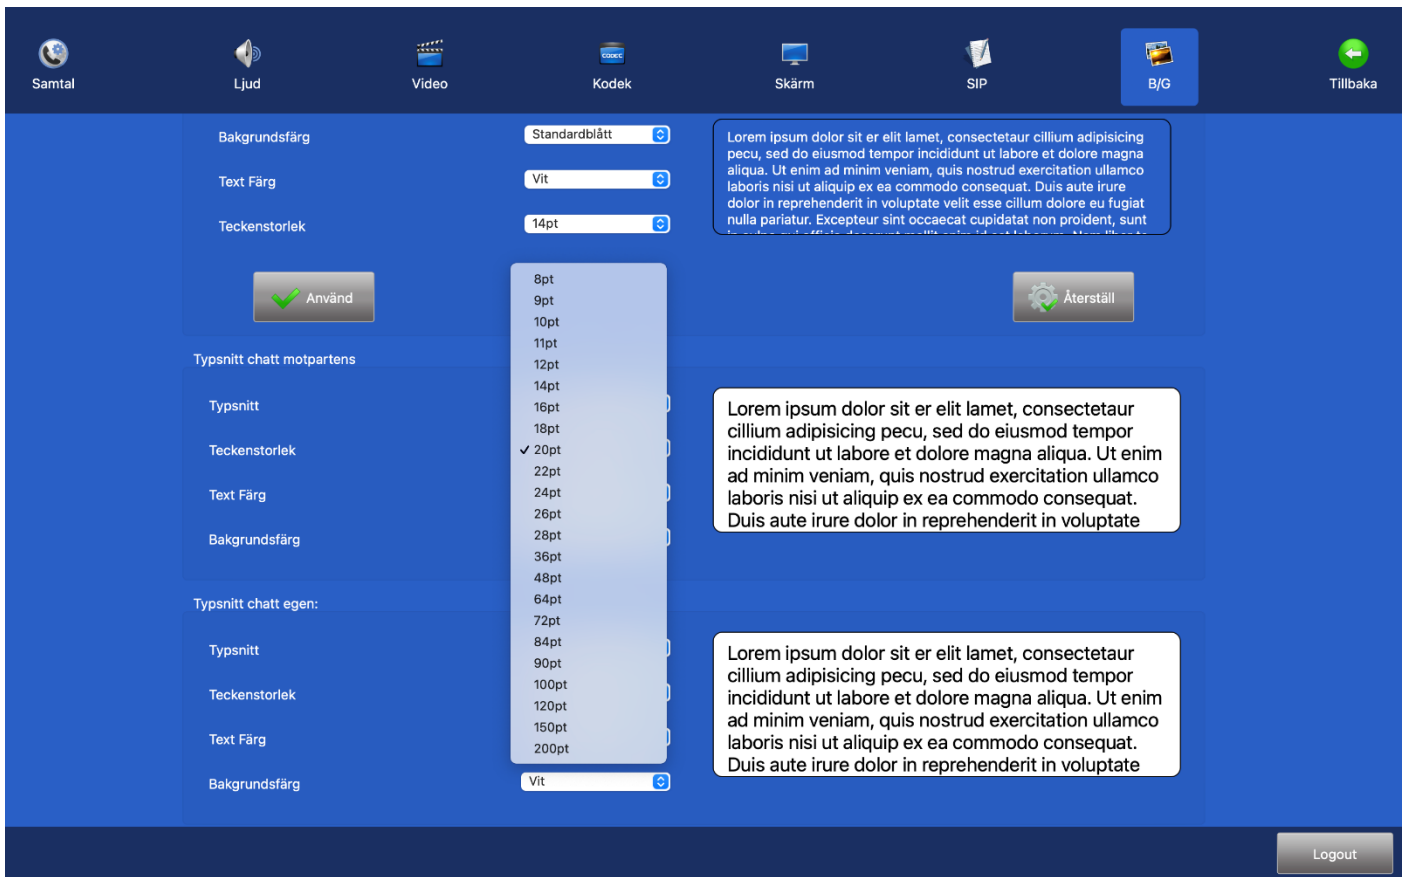 Samtal
Ljud
Video
CODEC
Kodek
Skärm
SIP
B/G
Tillbaka
Bakgrundsfärg
Standardblått
Text Färg
Vit
Teckenstorlek
14pt
Lorem ipsum dolor sit er elit lamet, consectetaur cillium adipisicing
pecu, sed do eiusmod tempor incididunt ut labore et dolore magna
aliqua. Ut enim ad minim veniam, quis nostrud exercitation ullamco
laboris nisi ut aliquip ex ea commodo consequat. Duis aute irure
dolor in reprehenderit in voluptate velit esse cillum dolore eu fugiat
nulla pariatur. Excepteur sint occaecat cupidatat non proident, sunt
Använd
Återställ
8pt
9pt
10pt
11pt
12pt
14pt
16pt
18pt
✓ 20pt
22pt
24pt
26pt
28pt
36pt
48pt
64pt
72pt
84pt
90pt
100pt
120pt
150pt
200pt
Typsnitt chatt motpartens
Typsnitt
Teckenstorlek
Text Färg
Bakgrundsfärg
Lorem ipsum dolor sit er elit lamet, consectetaur
cillium adipisicing pecu, sed do eiusmod tempor
incididunt ut labore et dolore magna aliqua. Ut enim
ad minim veniam, quis nostrud exercitation ullamco
laboris nisi ut aliquip ex ea commodo consequat.
Duis aute irure dolor in reprehenderit in voluptate
Typsnitt chatt egen:
Typsnitt
Teckenstorlek
Text Färg
Bakgrundsfärg
Vit
Lorem ipsum dolor sit er elit lamet, consectetaur
cillium adipisicing pecu, sed do eiusmod tempor
incididunt ut labore et dolore magna aliqua. Ut enim
ad minim veniam, quis nostrud exercitation ullamco
laboris nisi ut aliquip ex ea commodo consequat.
Duis aute irure dolor in reprehenderit in voluptate
Logout